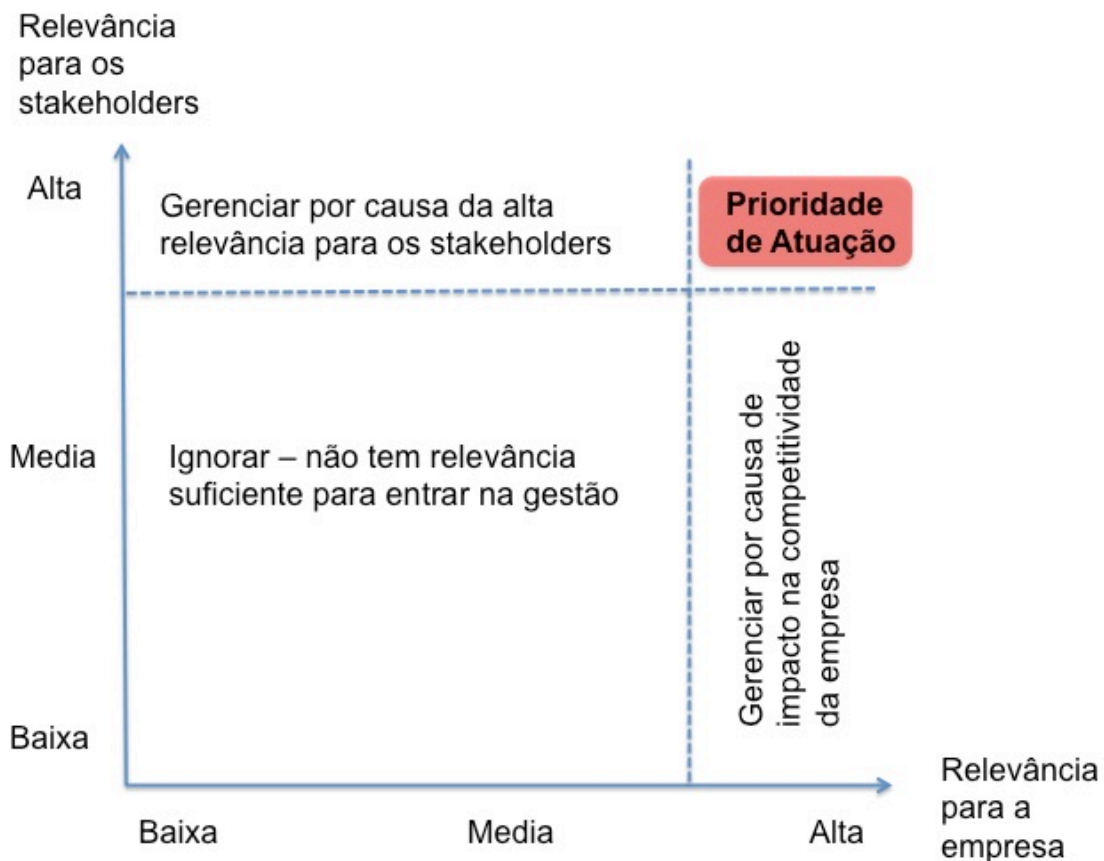 Relevância
para os
stakeholders
Alta
Gerenciar por causa da alta
relevância para os stakeholders
Prioridade
de Atuação
Media
Ignorar – não tem relevância
suficiente para entrar na gestão
Gerenciar por causa de
impacto na competitividade
da empresa
Baixa
Baixa
Media
Alta
Relevância
para a
empresa